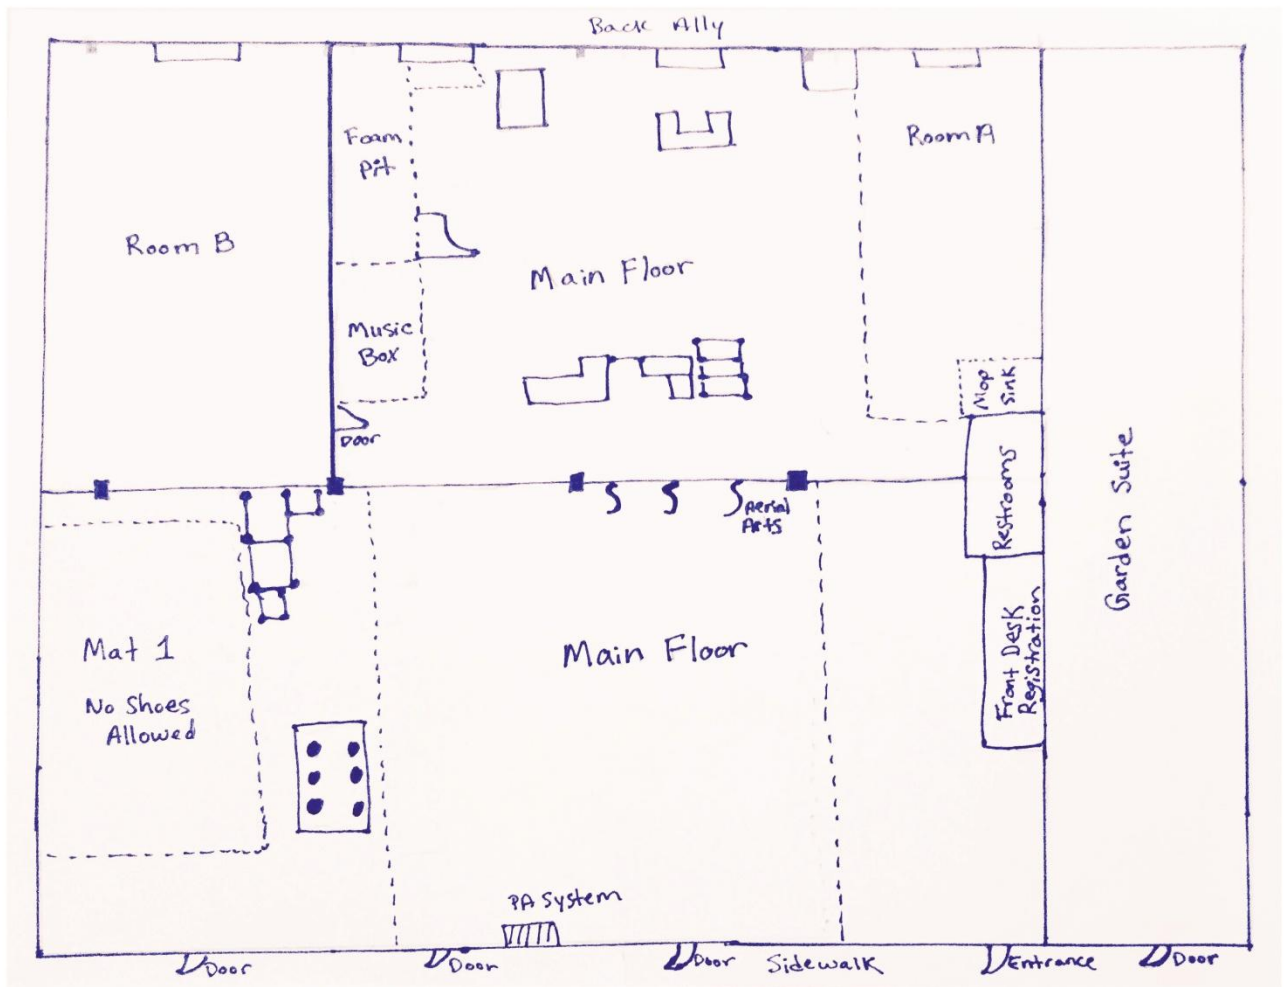 Back Ally
Foam
Pit
Room A
Room B
Main Floor
Music
Box
Mop
Sink
Door
Restrooms
Aerial
Arts
Garden Suite
Mat 1
No Shoes
Allowed
Main Floor
Front Desk
Registration
PA System
Door
Door
Door
Sidewalk
Entrance
Door